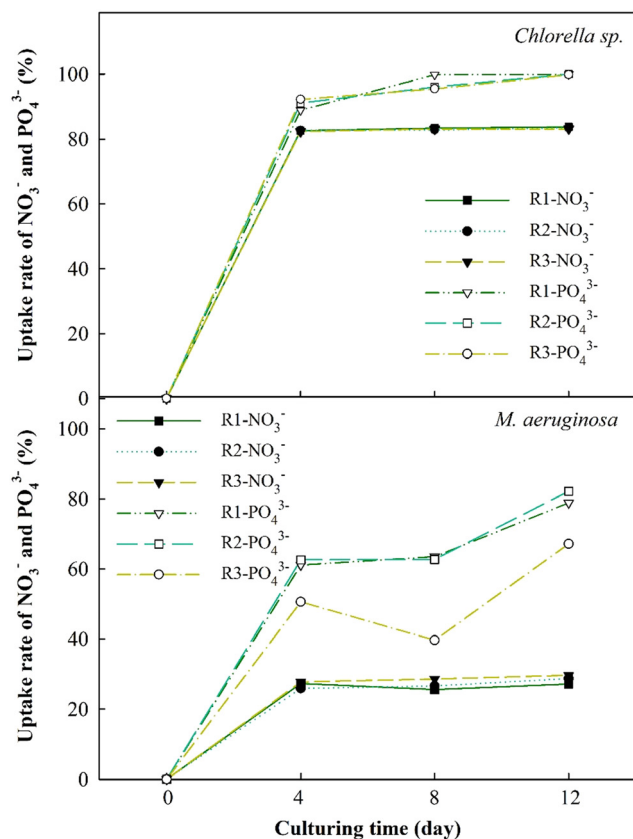 Chlorella sp.
Uptake rate of NO₃⁻ and PO₄³⁻ (%)
100
80
60
40
20
0
R1-NO₃⁻
R2-NO₃⁻
R3-NO₃⁻
R1-PO₄³⁻
R2-PO₄³⁻
R3-PO₄³⁻
M. aeruginosa
Uptake rate of NO₃⁻ and PO₄³⁻ (%)
100
80
60
40
20
0
R1-NO₃⁻
R2-NO₃⁻
R3-NO₃⁻
R1-PO₄³⁻
R2-PO₄³⁻
R3-PO₄³⁻
0 4 8 12
Culturing time (day)